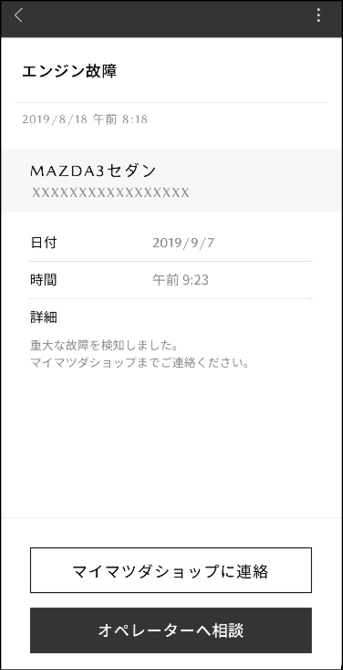 エンジン故障
2019/8/18 午前 8:18
MAZDA3セダン
XXXXXXXXXXXXXXXXX
日付 2019/9/7
時間 午前 9:23
詳細
重大な故障を検知しました。
マイマツダショップまでご連絡ください。
マイマツダショップに連絡
オペレーターへ相談